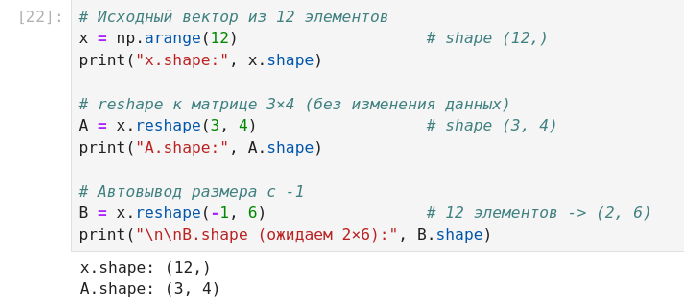 [22]:
# Исходный вектор из 12 элементов
x = np.arange(12) # shape (12,)
print("x.shape:", x.shape)
# reshape к матрице 3×4 (без изменения данных)
A = x.reshape(3, 4) # shape (3, 4)
print("A.shape:", A.shape)
# Автовывод размера с -1
B = x.reshape(-1, 6) # 12 элементов -> (2, 6)
print("\n\nB.shape (ожидаем 2×6):", B.shape)
x.shape: (12,)
A.shape: (3, 4)